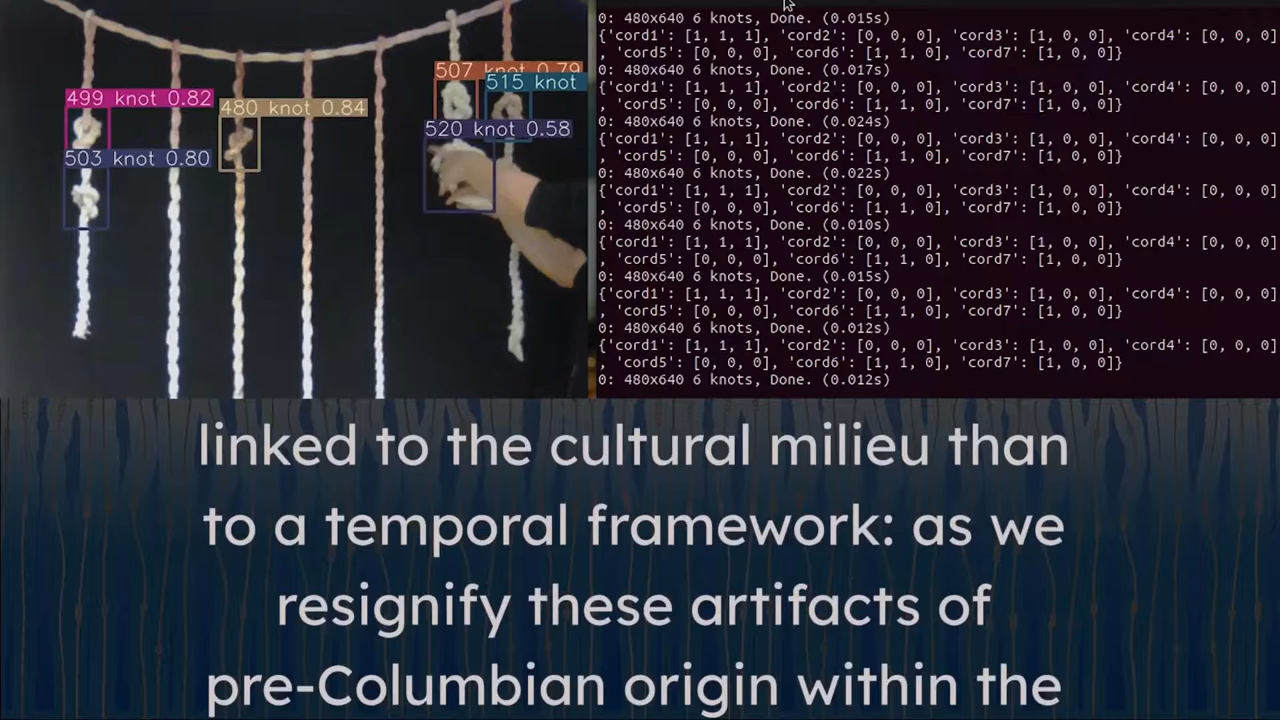 507 knot 0.79
515 knot
499 knot 0.82
480 knot 0.84
520 knot 0.58
503 knot 0.80
0: 480x640 6 knots, Done. (0.015s)
{'cord1': [1, 1, 1], 'cord2': [0, 0, 0], 'cord3': [1, 0, 0], 'cord4': [0, 0, 0]
, 'cord5': [0, 0, 0], 'cord6': [1, 1, 0], 'cord7': [1, 0, 0]}
0: 480x640 6 knots, Done. (0.017s)
{'cord1': [1, 1, 1], 'cord2': [0, 0, 0], 'cord3': [1, 0, 0], 'cord4': [0, 0, 0]
, 'cord5': [0, 0, 0], 'cord6': [1, 1, 0], 'cord7': [1, 0, 0]}
0: 480x640 6 knots, Done. (0.024s)
{'cord1': [1, 1, 1], 'cord2': [0, 0, 0], 'cord3': [1, 0, 0], 'cord4': [0, 0, 0]
, 'cord5': [0, 0, 0], 'cord6': [1, 1, 0], 'cord7': [1, 0, 0]}
0: 480x640 6 knots, Done. (0.022s)
{'cord1': [1, 1, 1], 'cord2': [0, 0, 0], 'cord3': [1, 0, 0], 'cord4': [0, 0, 0]
, 'cord5': [0, 0, 0], 'cord6': [1, 1, 0], 'cord7': [1, 0, 0]}
0: 480x640 6 knots, Done. (0.010s)
{'cord1': [1, 1, 1], 'cord2': [0, 0, 0], 'cord3': [1, 0, 0], 'cord4': [0, 0, 0]
, 'cord5': [0, 0, 0], 'cord6': [1, 1, 0], 'cord7': [1, 0, 0]}
0: 480x640 6 knots, Done. (0.015s)
{'cord1': [1, 1, 1], 'cord2': [0, 0, 0], 'cord3': [1, 0, 0], 'cord4': [0, 0, 0]
, 'cord5': [0, 0, 0], 'cord6': [1, 1, 0], 'cord7': [1, 0, 0]}
0: 480x640 6 knots, Done. (0.012s)
{'cord1': [1, 1, 1], 'cord2': [0, 0, 0], 'cord3': [1, 0, 0], 'cord4': [0, 0, 0]
, 'cord5': [0, 0, 0], 'cord6': [1, 1, 0], 'cord7': [1, 0, 0]}
0: 480x640 6 knots, Done. (0.012s)
linked to the cultural milieu than
to a temporal framework: as we
resignify these artifacts of
pre-Columbian origin within the